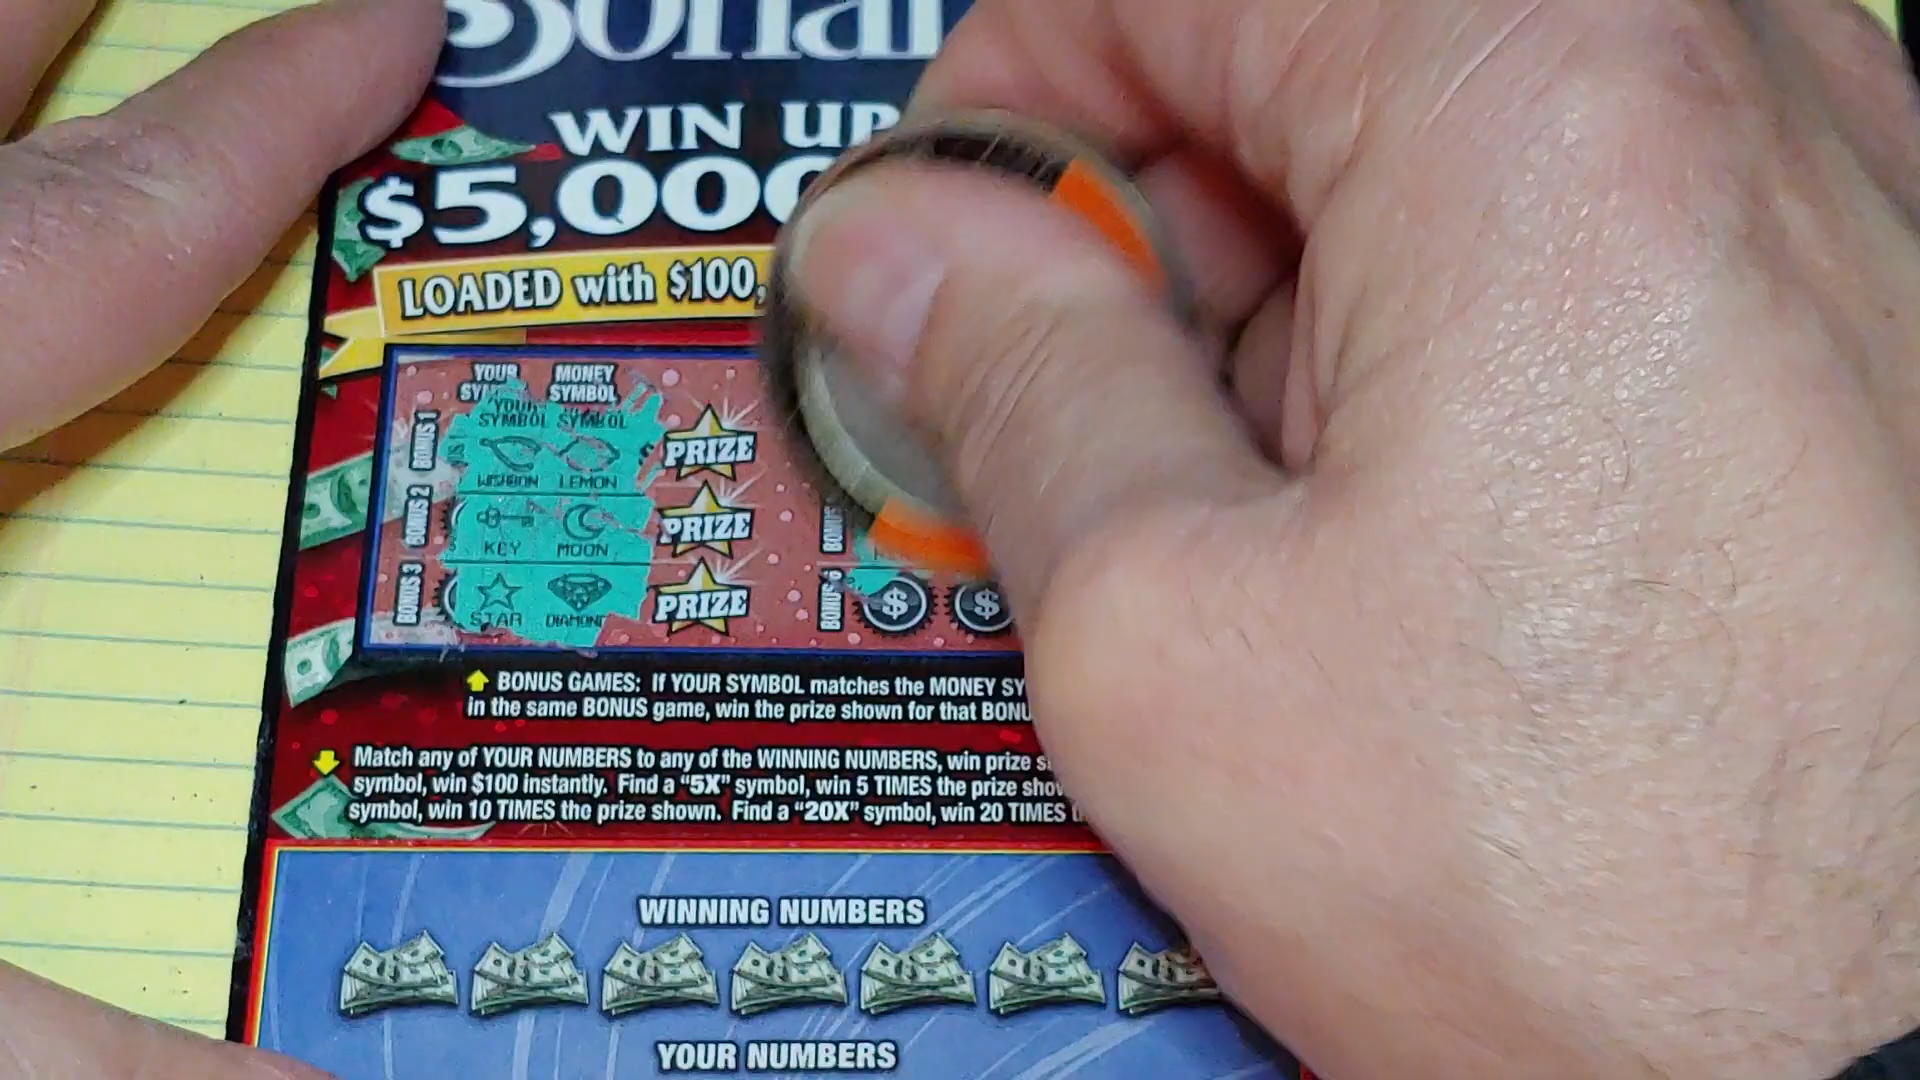 WIN UP
$5,000
LOADED with $100,
YOUR MONEY
SYMBOL
YOUR
SYMBOL SYMBOL
BONUS 1
WISHBON LEMON
PRIZE
BONUS 2
KEY MOON
PRIZE
BONUS 3
STAR DIAMOND
PRIZE
BONUS
BONUS 6
BONUS GAMES: If YOUR SYMBOL matches the MONEY SY
in the same BONUS game, win the prize shown for that BONU
Match any of YOUR NUMBERS to any of the WINNING NUMBERS, win prize s
symbol, win $100 instantly. Find a "5X" symbol, win 5 TIMES the prize show
symbol, win 10 TIMES the prize shown. Find a "20X" symbol, win 20 TIMES
WINNING NUMBERS
YOUR NUMBERS